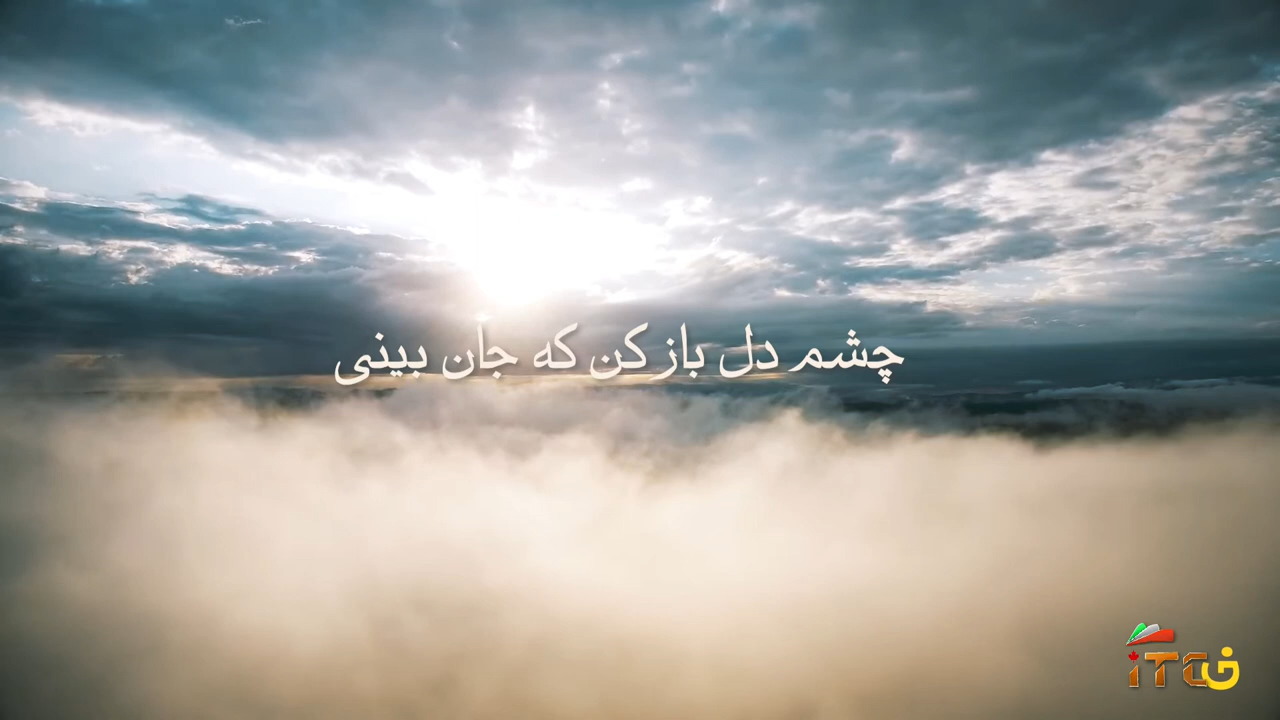 چشم دل باز کن که جان بینی
iTC